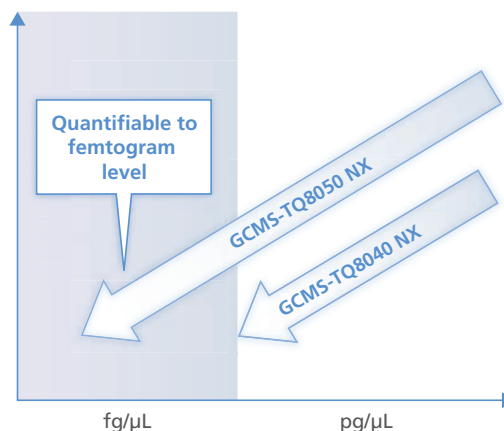 Quantifiable to
femtogram
level
GCMS-TQ8050 NX
GCMS-TQ8040 NX
fg/µL
pg/µL